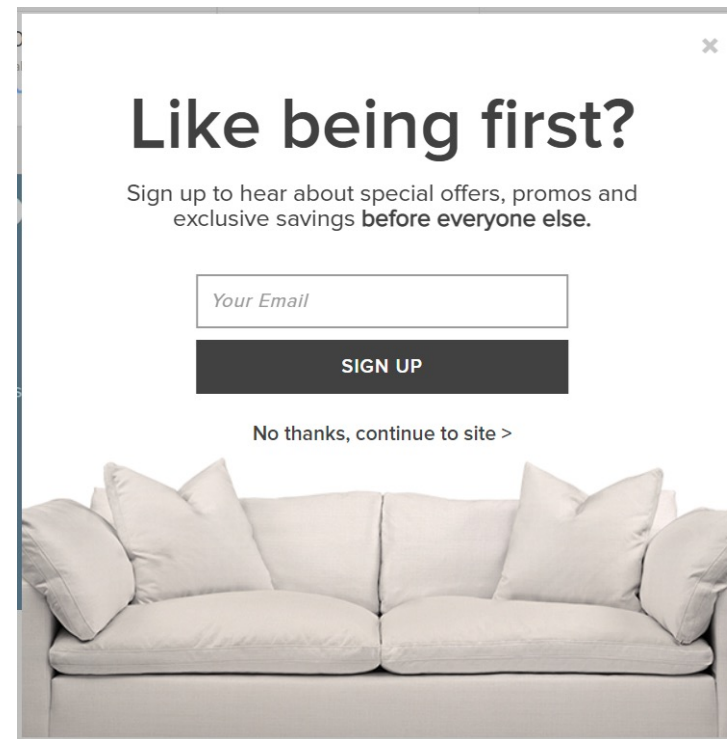 Like being first?
Sign up to hear about special offers, promos and
exclusive savings before everyone else.
Your Email
SIGN UP
No thanks, continue to site >